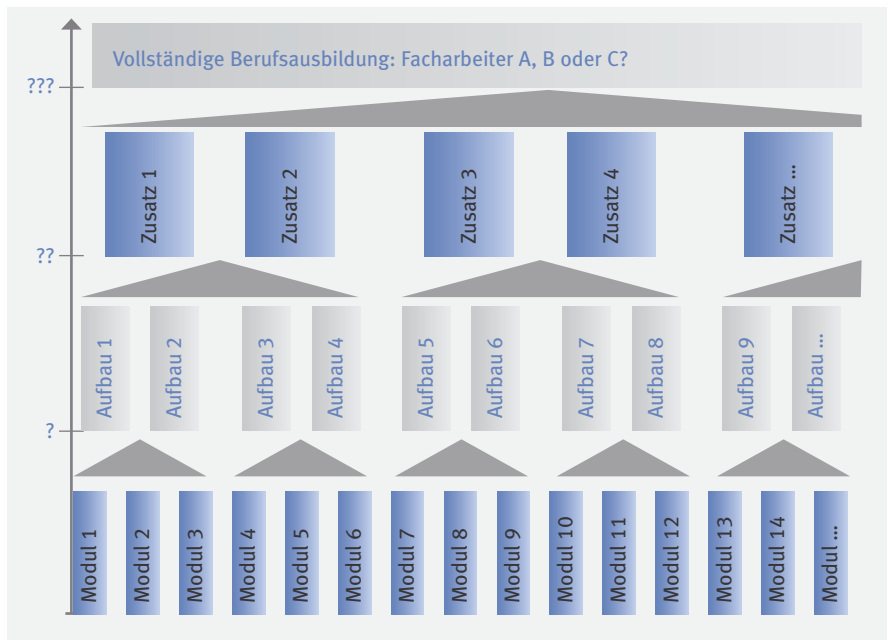 Vollständige Berufsausbildung: Facharbeiter A, B oder C?
???
Zusatz 1
Zusatz 2
Zusatz 3
Zusatz 4
Zusatz ...
??
Aufbau 1
Aufbau 2
Aufbau 3
Aufbau 4
Aufbau 5
Aufbau 6
Aufbau 7
Aufbau 8
Aufbau 9
Aufbau ...
?
Modul 1
Modul 2
Modul 3
Modul 4
Modul 5
Modul 6
Modul 7
Modul 8
Modul 9
Modul 10
Modul 11
Modul 12
Modul 13
Modul 14
Modul ...